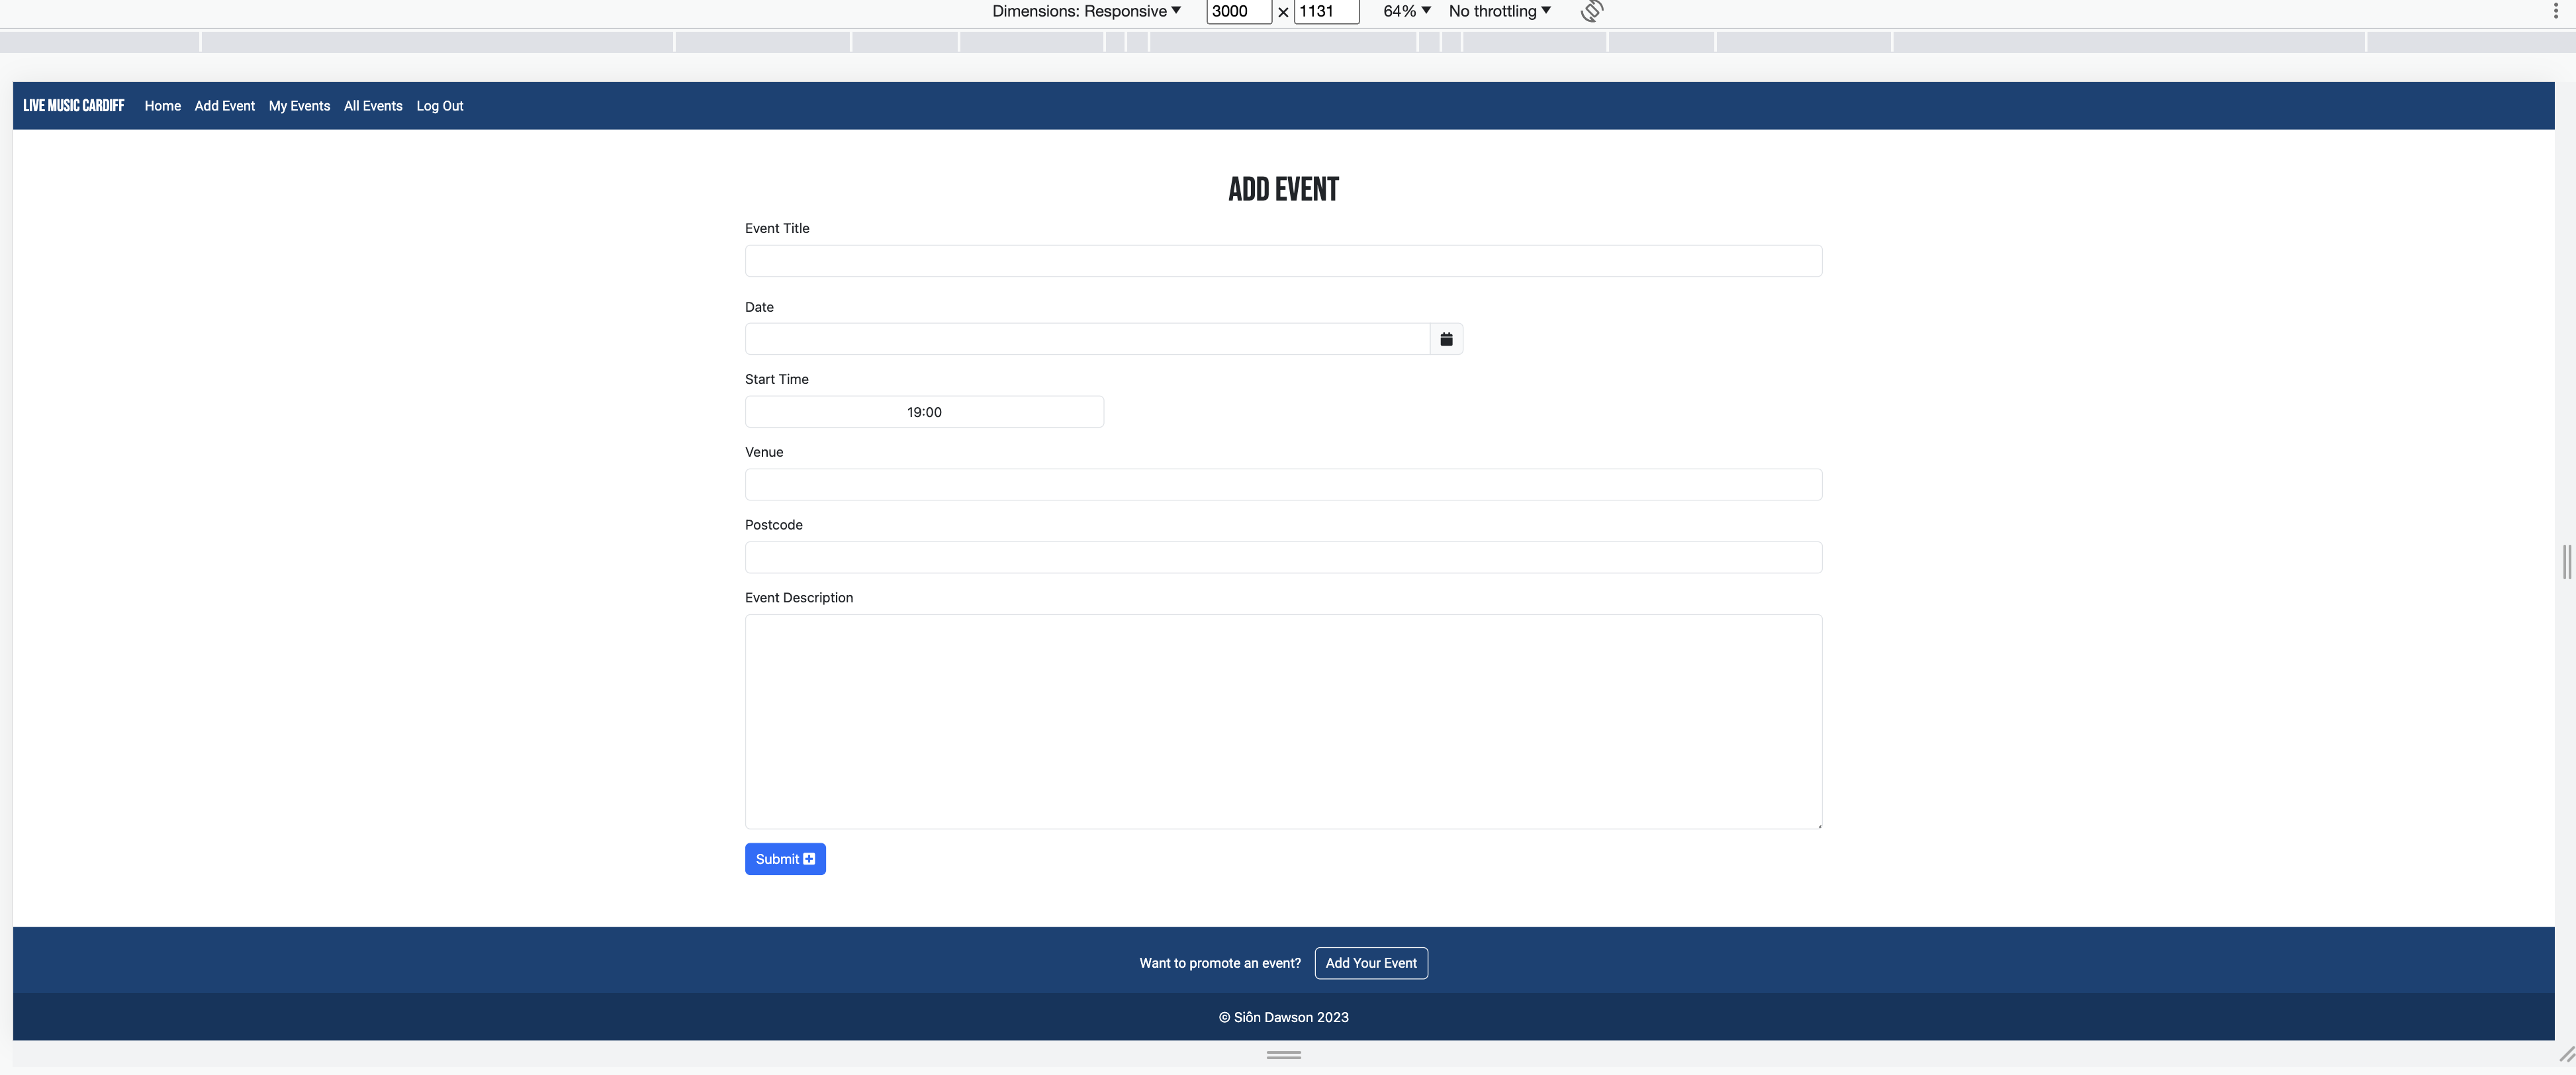 Dimensions: Responsive 3000 × 1131 64% No throttling
LIVE MUSIC CARDIFF Home Add Event My Events All Events Log Out
ADD EVENT
Event Title
Date
Start Time
19:00
Venue
Postcode
Event Description
Submit
Want to promote an event? Add Your Event
© Siôn Dawson 2023